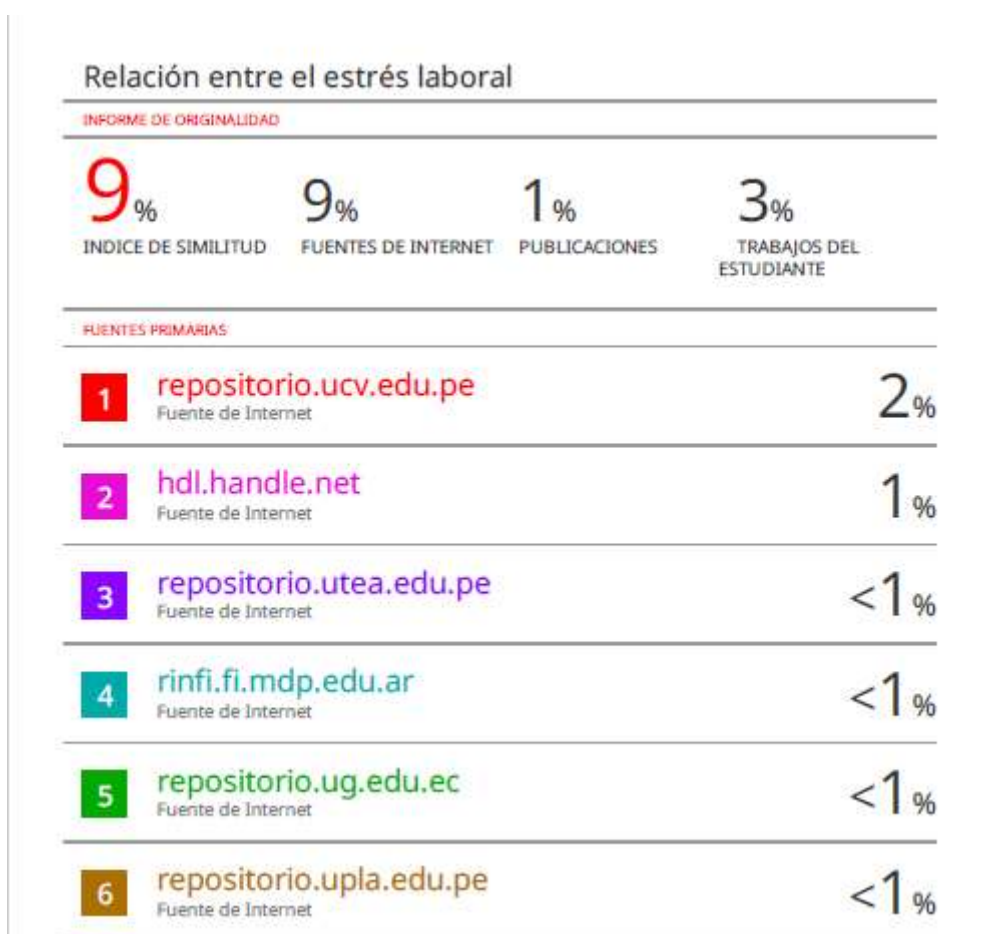 Relación entre el estrés laboral
INFORME DE ORIGINALIDAD
9%
9%
1%
3%
INDICE DE SIMILITUD
FUENTES DE INTERNET
PUBLICACIONES
TRABAJOS DEL
ESTUDIANTE
FUENTES PRIMARIAS
1
repositorio.ucv.edu.pe
Fuente de Internet
2%
2
hdl.handle.net
Fuente de Internet
1%
3
repositorio.utea.edu.pe
Fuente de Internet
<1%
4
rinfi.fi.mdp.edu.ar
Fuente de Internet
<1%
5
repositorio.ug.edu.ec
Fuente de Internet
<1%
6
repositorio.upla.edu.pe
Fuente de Internet
<1%